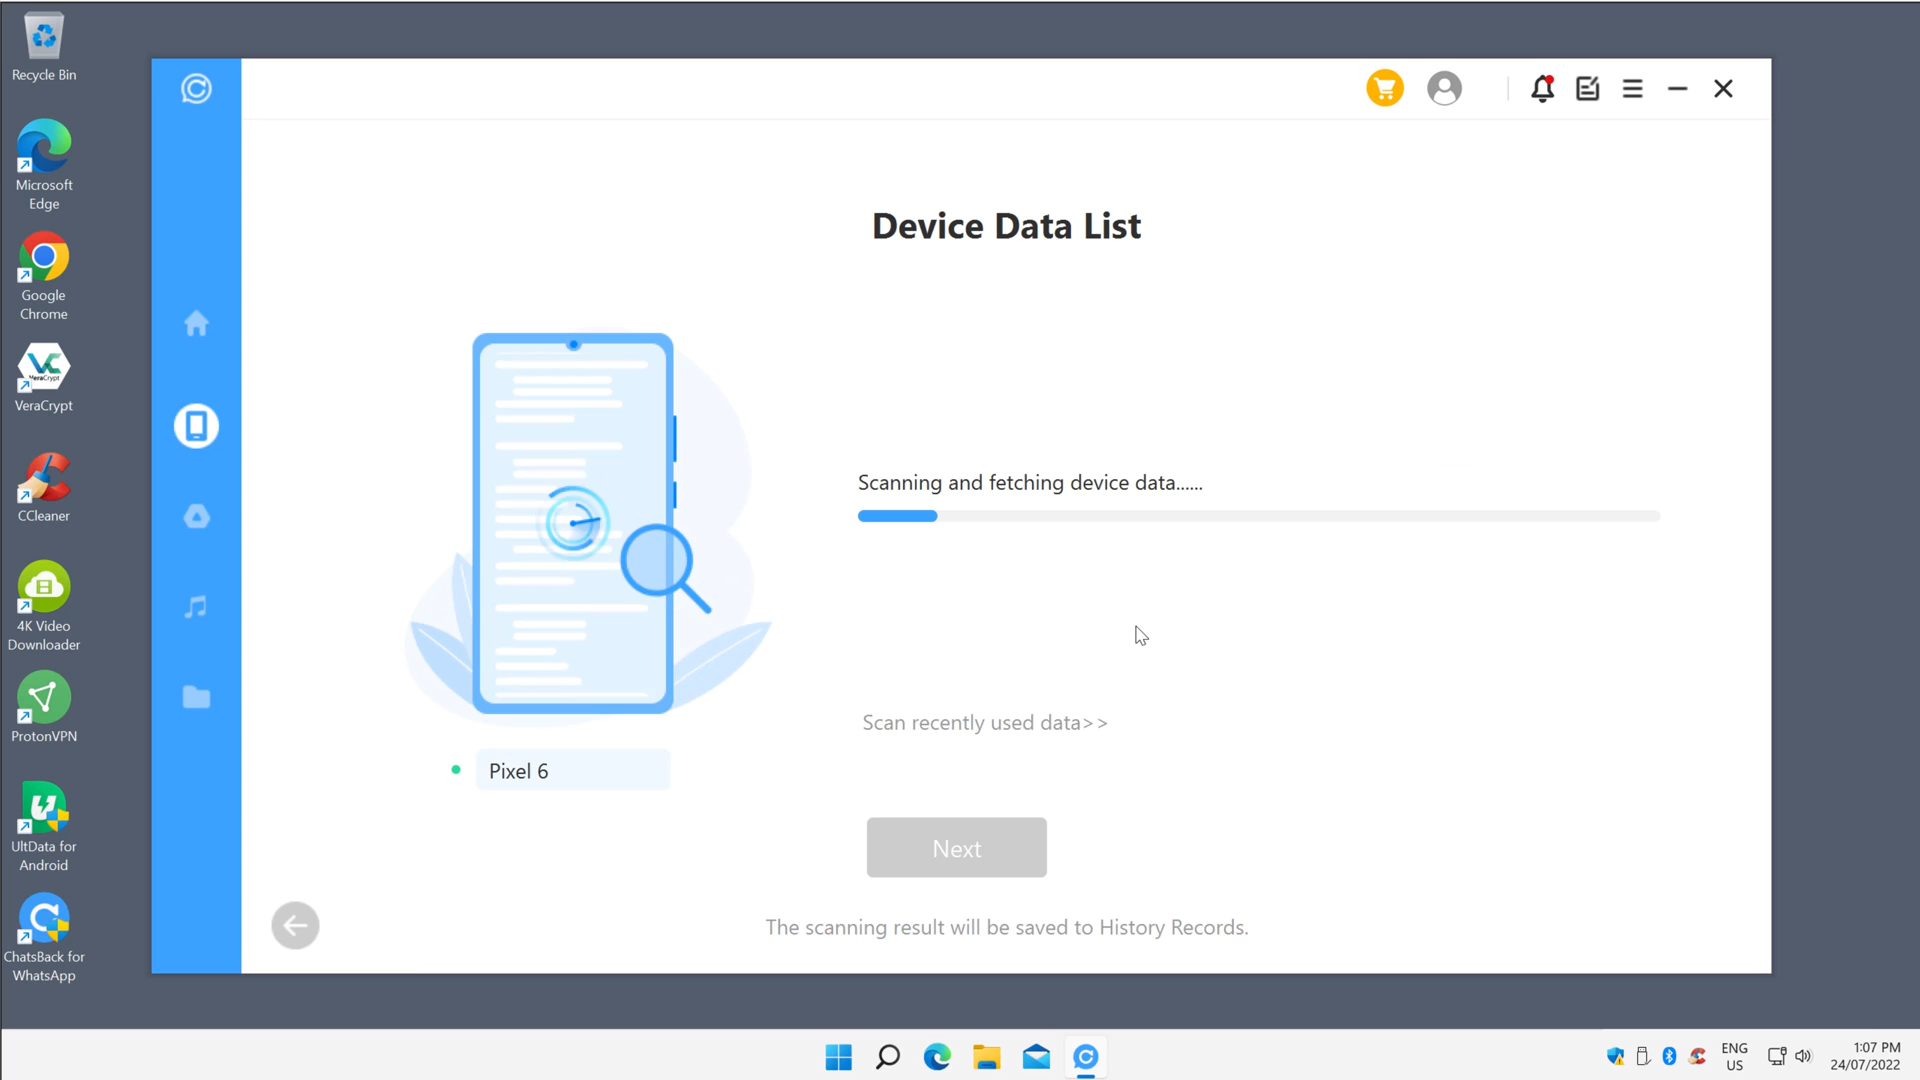 Recycle Bin
Microsoft
Edge
Google
Chrome
VeraCrypt
VeraCrypt
CCleaner
4K Video
Downloader
ProtonVPN
UltData for
Android
ChatsBack for
WhatsApp
Device Data List
Scanning and fetching device data......
Scan recently used data>>
Pixel 6
Next
The scanning result will be saved to History Records.
ENG
US
1:07 PM
24/07/2022